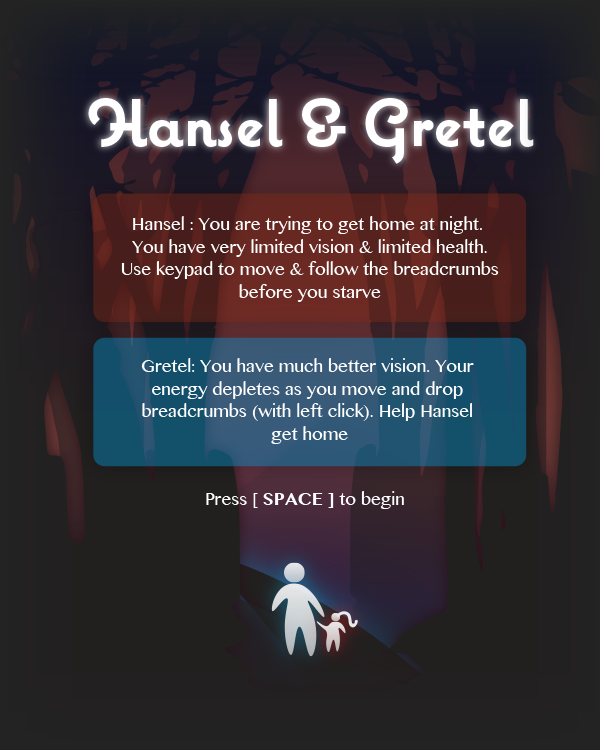 Hansel & Gretel
Hansel : You are trying to get home at night.
You have very limited vision & limited health.
Use keypad to move & follow the breadcrumbs
before you starve
Gretel: You have much better vision. Your
energy depletes as you move and drop
breadcrumbs (with left click). Help Hansel
get home
Press [ SPACE ] to begin